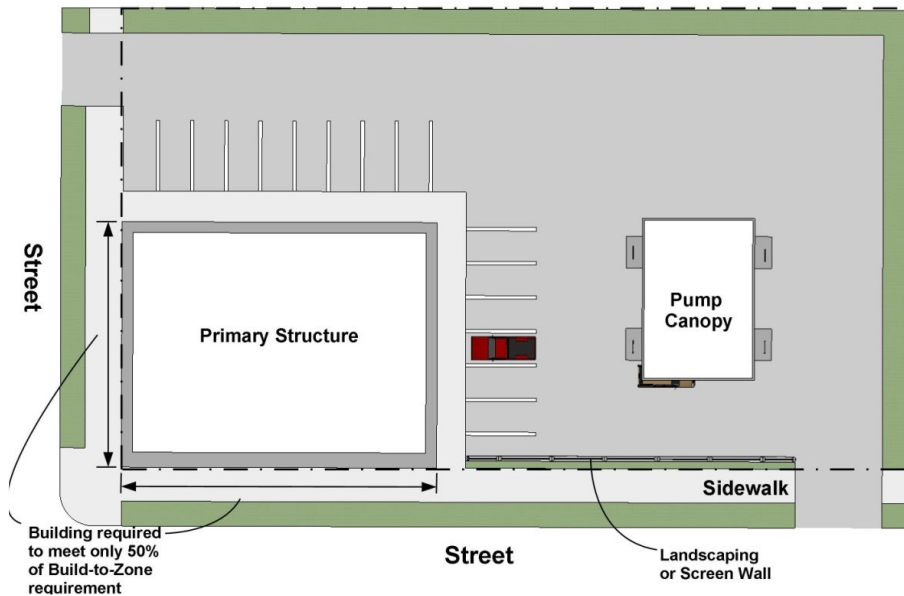 Street
Primary Structure
Pump
Canopy
Sidewalk
Building required
to meet only 50%
of Build-to-Zone
requirement
Street
Landscaping
or Screen Wall